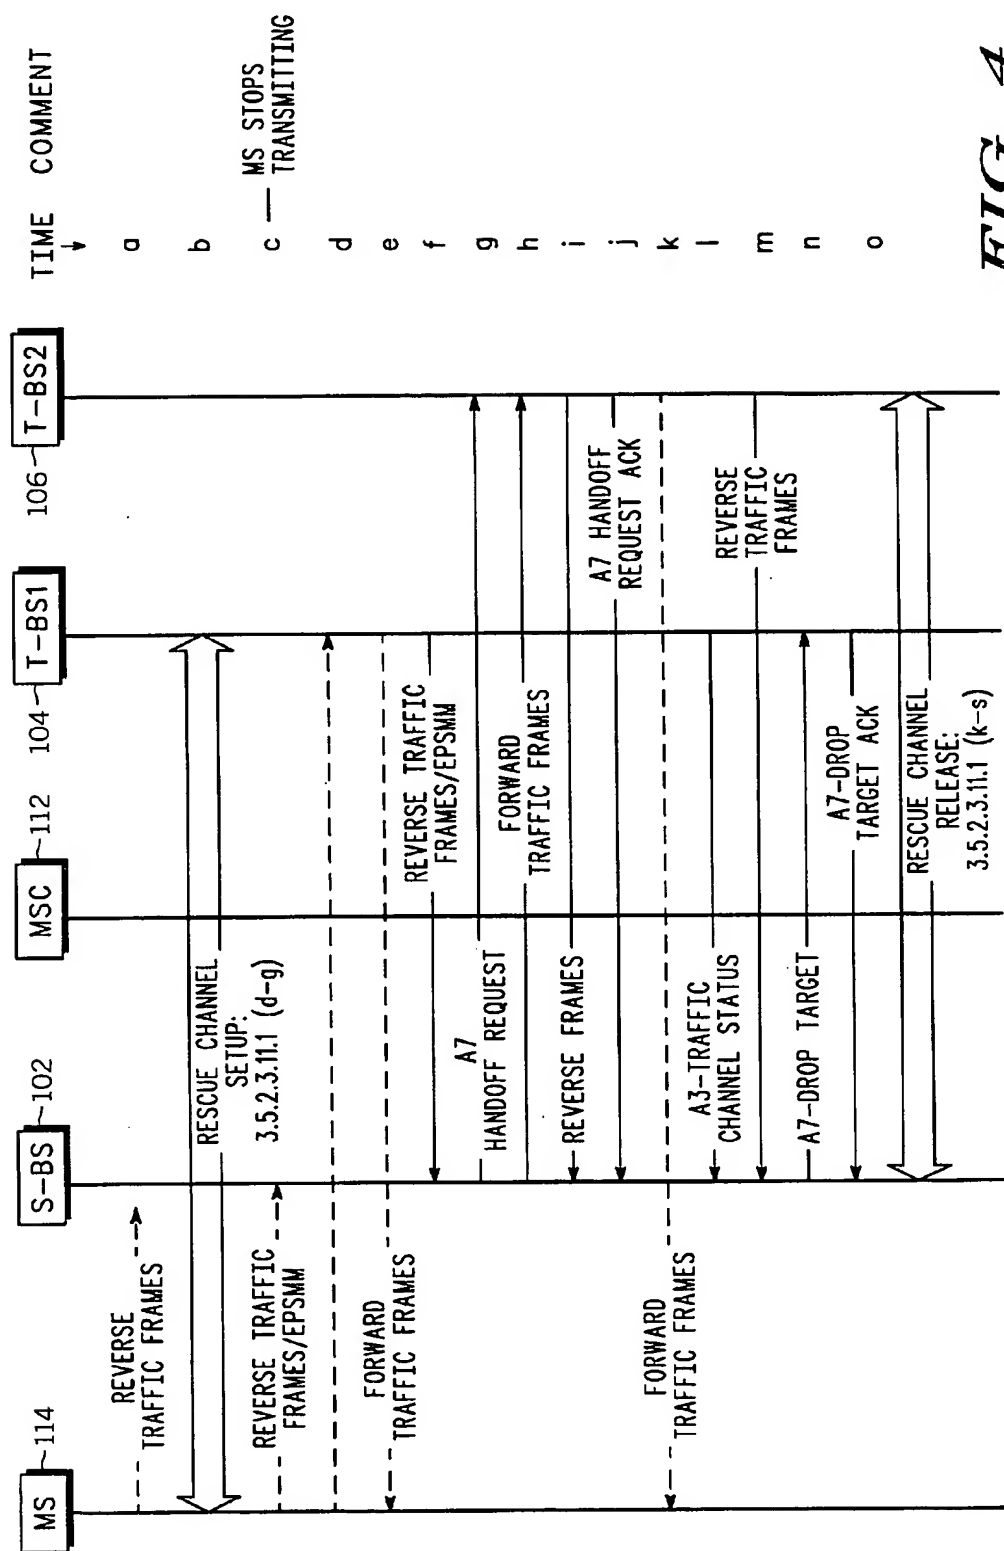 MS 114
S-BS 102
MSC 112
104 T-BS1
106 T-BS2
TIME COMMENT
REVERSE
TRAFFIC FRAMES
a
RESCUE CHANNEL
SETUP:
3.5.2.3.11.1 (d-g)
b
REVERSE TRAFFIC
FRAMES/EPSMM
c
MS STOPS
TRANSMITTING
d
FORWARD
TRAFFIC FRAMES
e
REVERSE TRAFFIC
FRAMES/EPSMM
f
A7
HANDOFF REQUEST
g
FORWARD
TRAFFIC FRAMES
h
REVERSE FRAMES
i
A7 HANDOFF
REQUEST ACK
j
FORWARD
TRAFFIC FRAMES
k
A3-TRAFFIC
CHANNEL STATUS
l
REVERSE
TRAFFIC
FRAMES
m
A7-DROP TARGET
n
A7-DROP
TARGET ACK
o
RESCUE CHANNEL
RELEASE:
3.5.2.3.11.1 (k-s)
FIG. 4